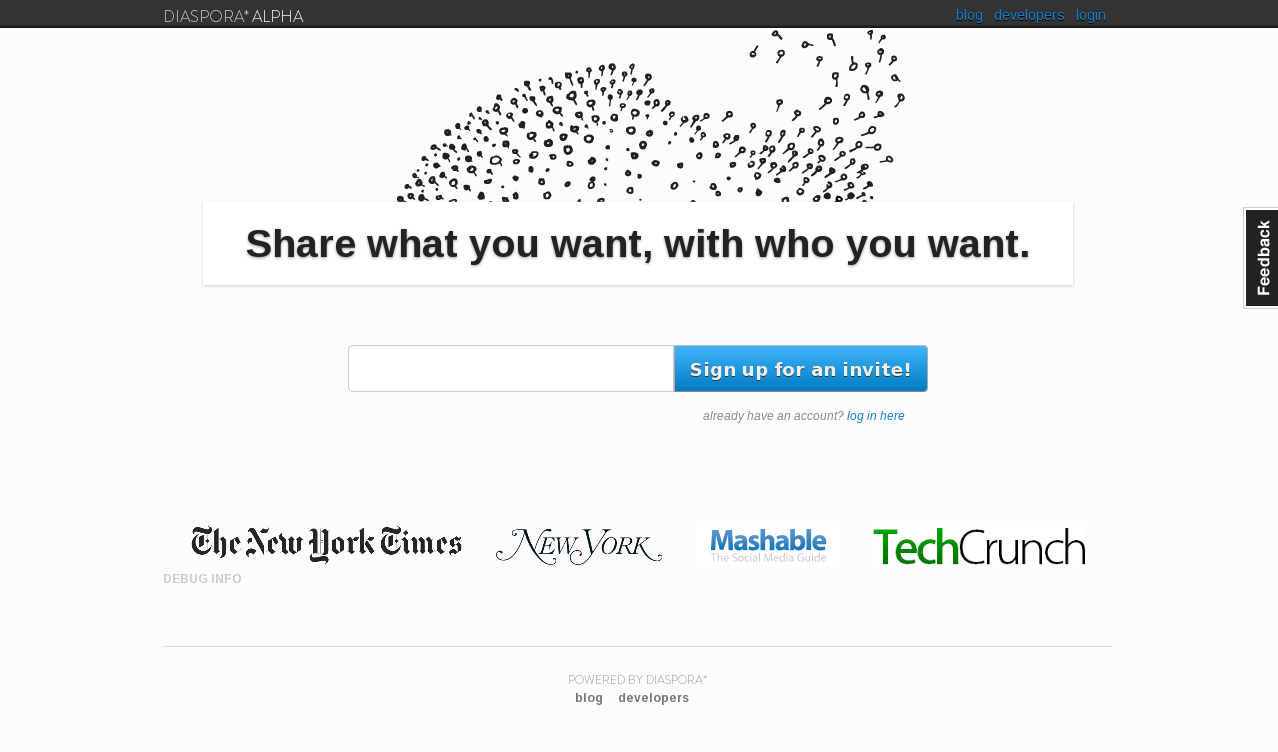 DIASPORA* ALPHA
blog developers login
Share what you want, with who you want.
Feedback
Sign up for an invite!
already have an account? log in here
The New York Times
NEW YORK
Mashable
The Social Media Guide
TechCrunch
DEBUG INFO
POWERED BY DIASPORA*
blog developers